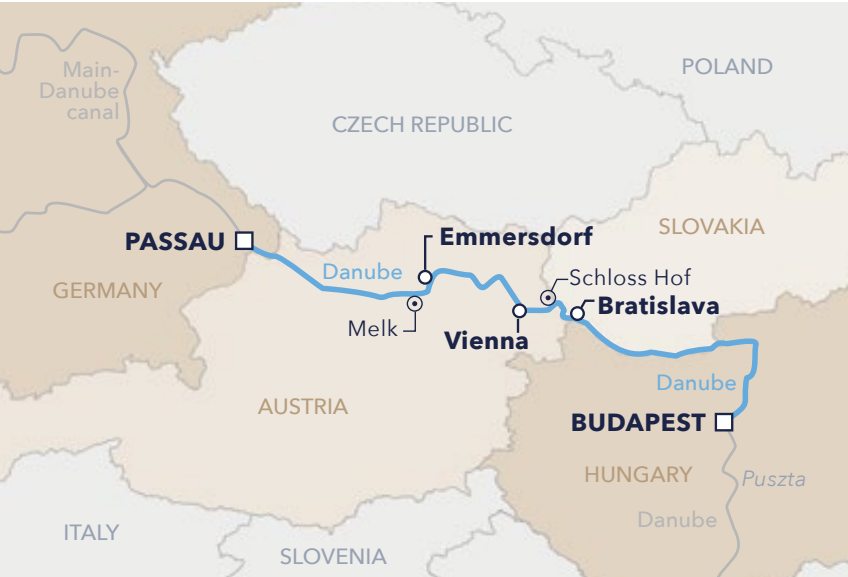 Main-
Danube
canal
POLAND
CZECH REPUBLIC
SLOVAKIA
PASSAU
Emmersdorf
Danube
Schloss Hof
GERMANY
Bratislava
Melk
Vienna
Danube
AUSTRIA
BUDAPEST
HUNGARY
Puszta
Danube
ITALY
SLOVENIA